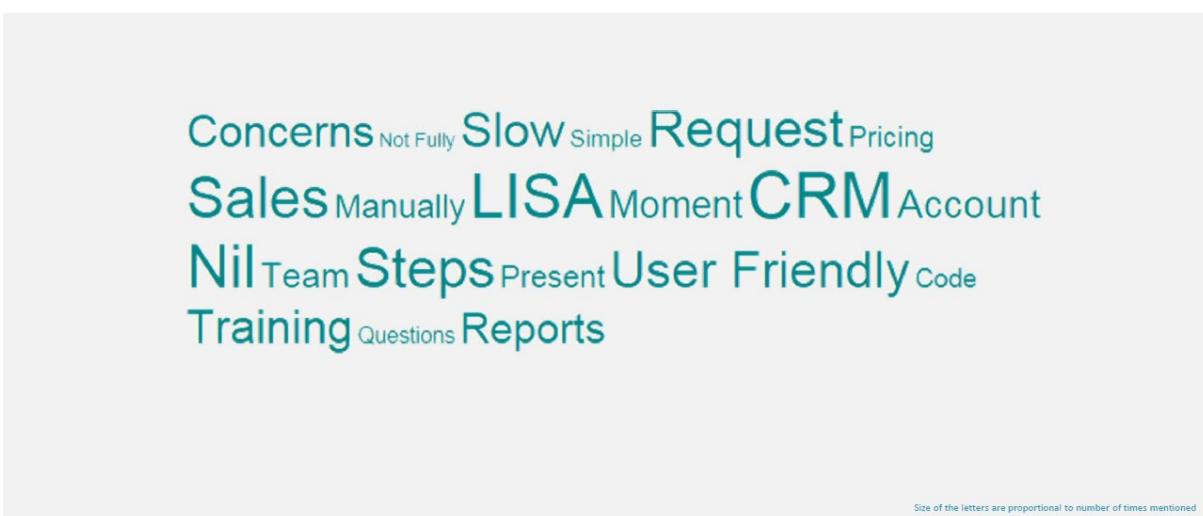 Concerns Not Fully Slow Simple Request Pricing
Sales Manually LISA Moment CRM Account
Nil Team Steps Present User Friendly Code
Training Questions Reports
Size of the letters are proportional to number of times mentioned